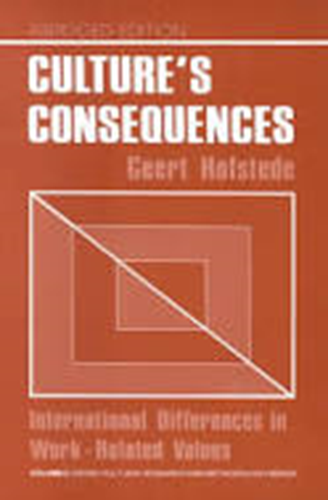 ABRIDGED EDITION
CULTURE'S
CONSEQUENCES
Geert Hofstede
International Differences in
Work-Related Values